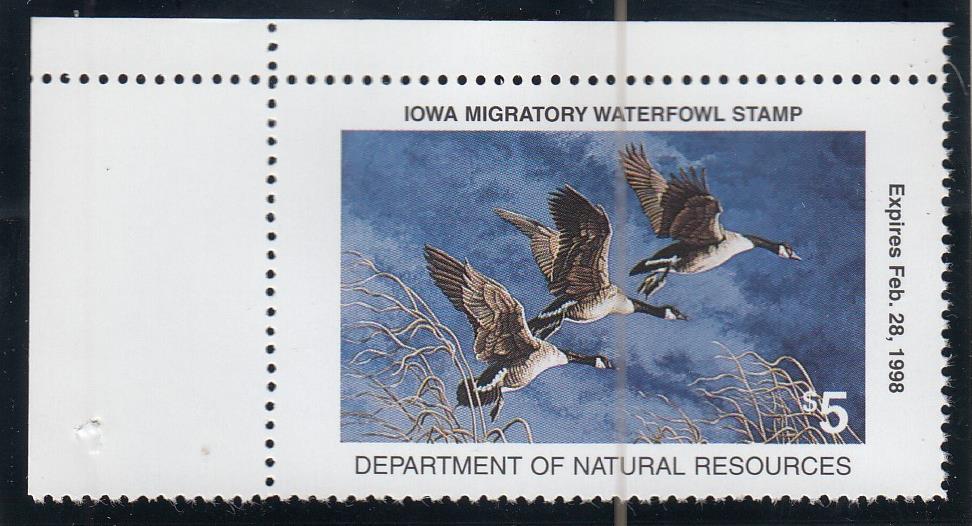 IOWA MIGRATORY WATERFOWL STAMP
Expires Feb. 28, 1998
$5
DEPARTMENT OF NATURAL RESOURCES